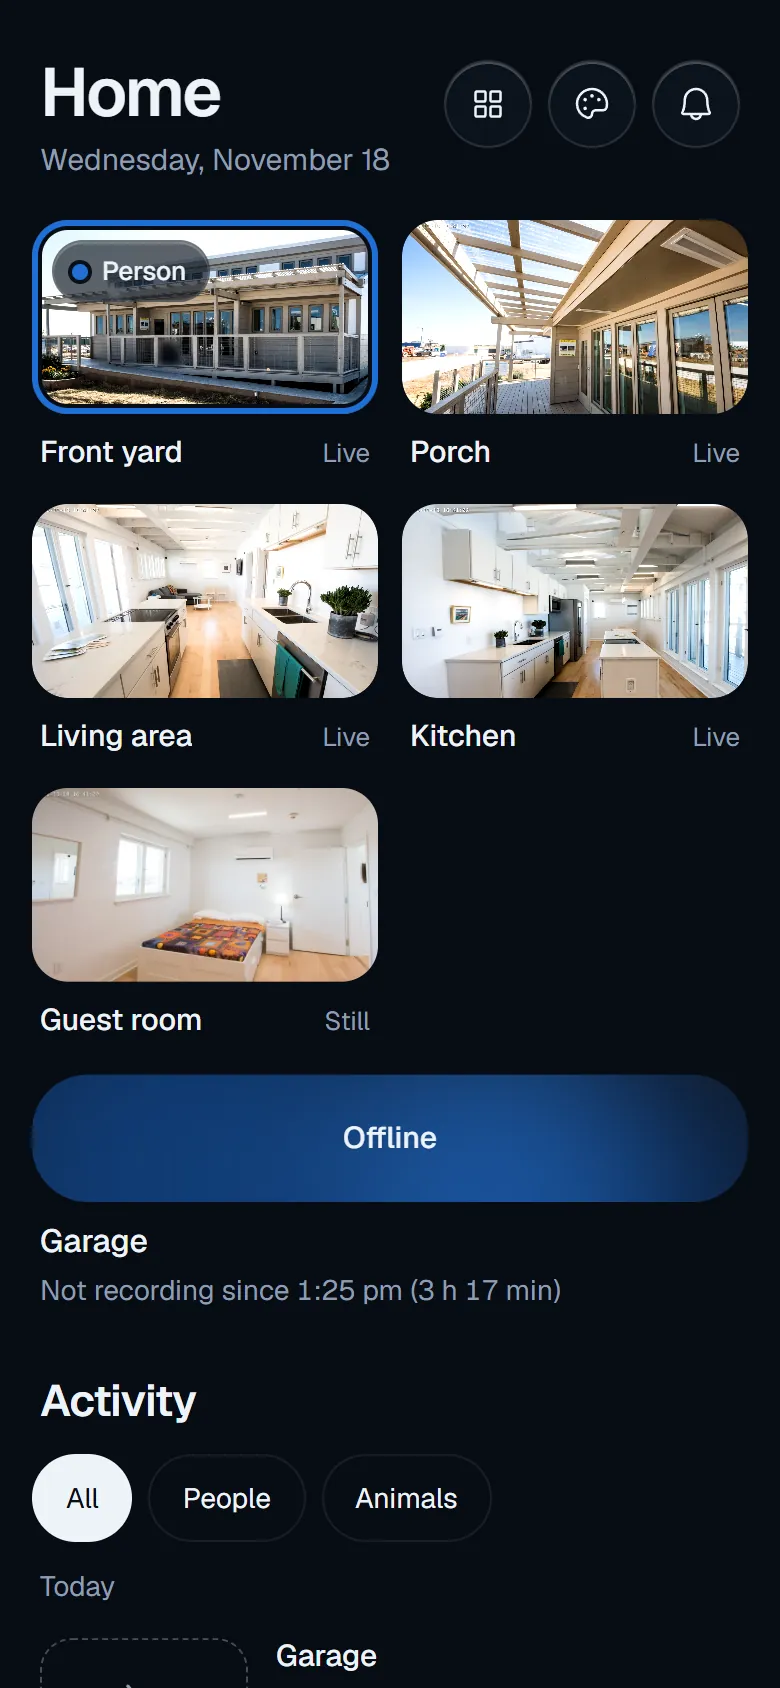 Home
Wednesday, November 18
Person
Front yard
Live
Porch
Live
Living area
Live
Kitchen
Live
Guest room
Still
Offline
Garage
Not recording since 1:25 pm (3 h 17 min)
Activity
All
People
Animals
Today
Garage